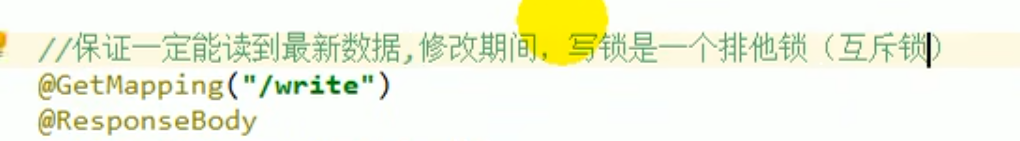 //保证一定能读到最新数据,修改期间，写锁是一个排他锁（互斥锁）
@GetMapping("/write")
@ResponseBody